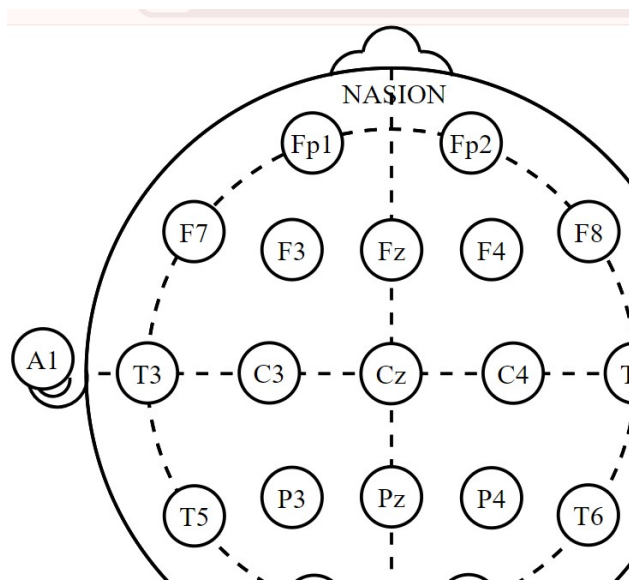 NASION
Fp1 Fp2
F7 F3 Fz F4 F8
A1 T3 C3 Cz C4 T
T5 P3 Pz P4 T6